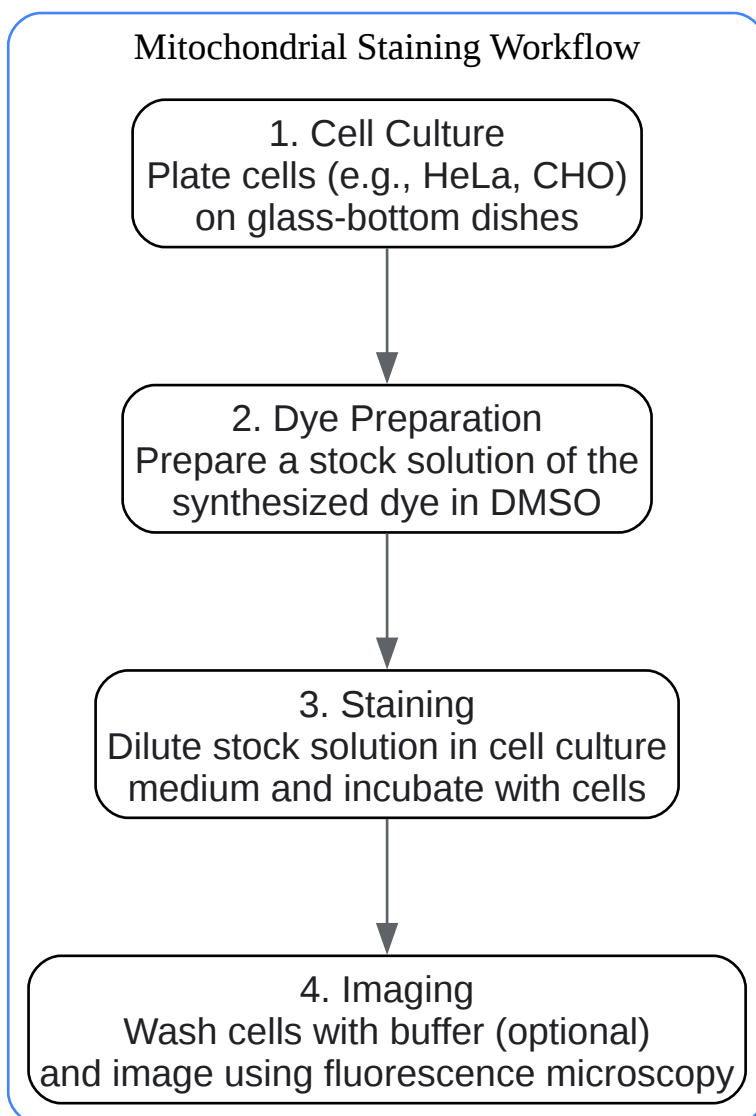 Mitochondrial Staining Workflow
1. Cell Culture
Plate cells (e.g., HeLa, CHO)
on glass-bottom dishes
2. Dye Preparation
Prepare a stock solution of the
synthesized dye in DMSO
3. Staining
Dilute stock solution in cell culture
medium and incubate with cells
4. Imaging
Wash cells with buffer (optional)
and image using fluorescence microscopy